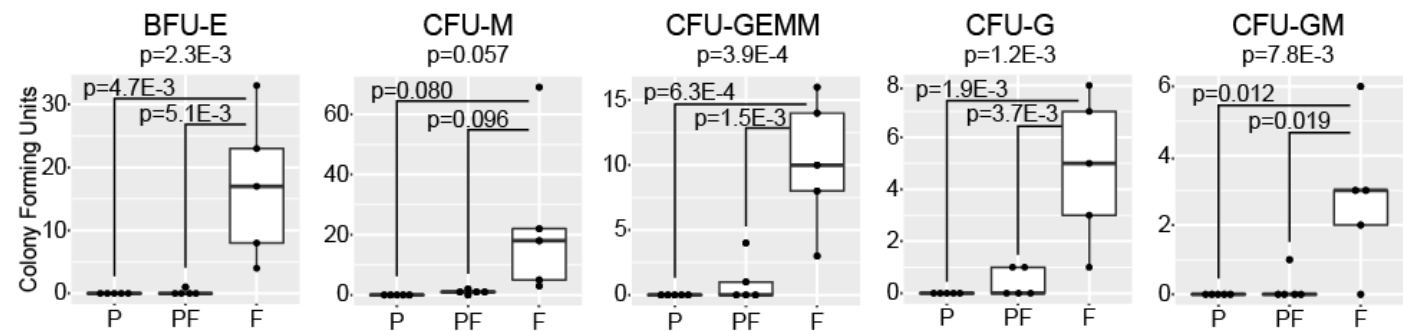 BFU-E
p=2.3E-3
p=4.7E-3
p=5.1E-3
Colony Forming Units
30
20
10
0
P PF F
CFU-M
p=0.057
p=0.080
p=0.096
60
40
20
0
P PF F
CFU-GEMM
p=3.9E-4
p=6.3E-4
p=1.5E-3
15
10
5
0
P PF F
CFU-G
p=1.2E-3
p=1.9E-3
p=3.7E-3
8
6
4
2
0
P PF F
CFU-GM
p=7.8E-3
p=0.012
p=0.019
6
4
2
0
P PF F